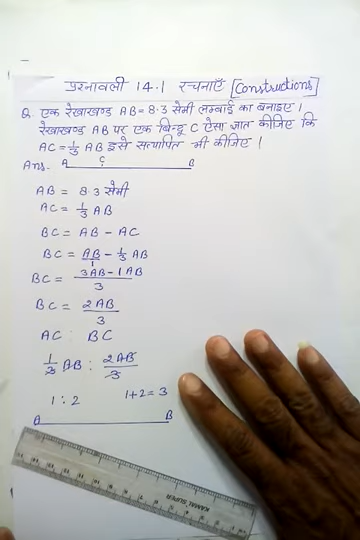 प्रश्नावली 14.1 रचनाएँ [Constructions]
Q. एक रेखाखण्ड AB = 8.3 सेमी लम्बाई का बनाइए।
रेखाखण्ड AB पर एक बिन्दू C ऐसा ज्ञात कीजिए कि
AC = 1/3 AB इसे सत्यापित भी कीजिए।
Ans. A C B
AB = 8.3 सेमी
AC = 1/3 AB
BC = AB - AC
BC = AB/1 - 1/3 AB
BC = 3AB - 1AB / 3
BC = 2AB / 3
AC : BC
1/3 AB : 2AB/3
1 : 2 1+2=3
A B
KAMAL SUPER